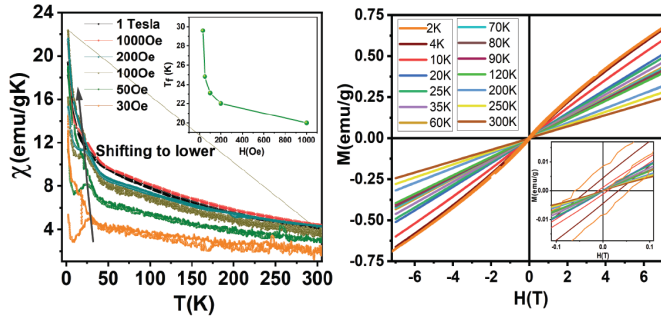 χ(emu/gK)
24
20
16
12
8
4
0
50
100
150
200
250
300
T(K)
1 Tesla
1000Oe
200Oe
100Oe
50Oe
30Oe
Shifting to lower
T_f (K)
30
28
26
24
22
20
0
200
400
600
800
1000
H(Oe)
M(emu/g)
0.75
0.50
0.25
0.00
-0.25
-0.50
-0.75
-6
-4
-2
0
2
4
6
H(T)
2K
4K
10K
20K
25K
35K
60K
70K
80K
90K
120K
200K
250K
300K
M(emu/g)
0.01
0.00
-0.01
-0.1
0.0
0.1
H(T)